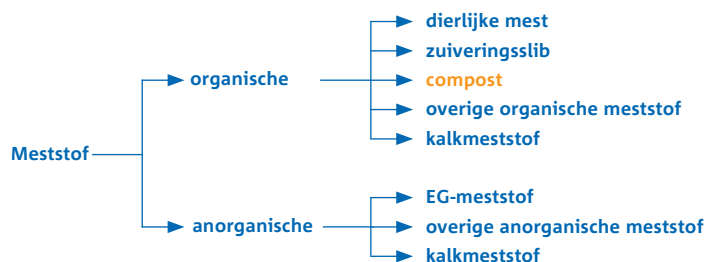 Meststof
organische
dierlijke mest
zuiveringsslib
compost
overige organische meststof
kalkmeststof
anorganische
EG-meststof
overige anorganische meststof
kalkmeststof